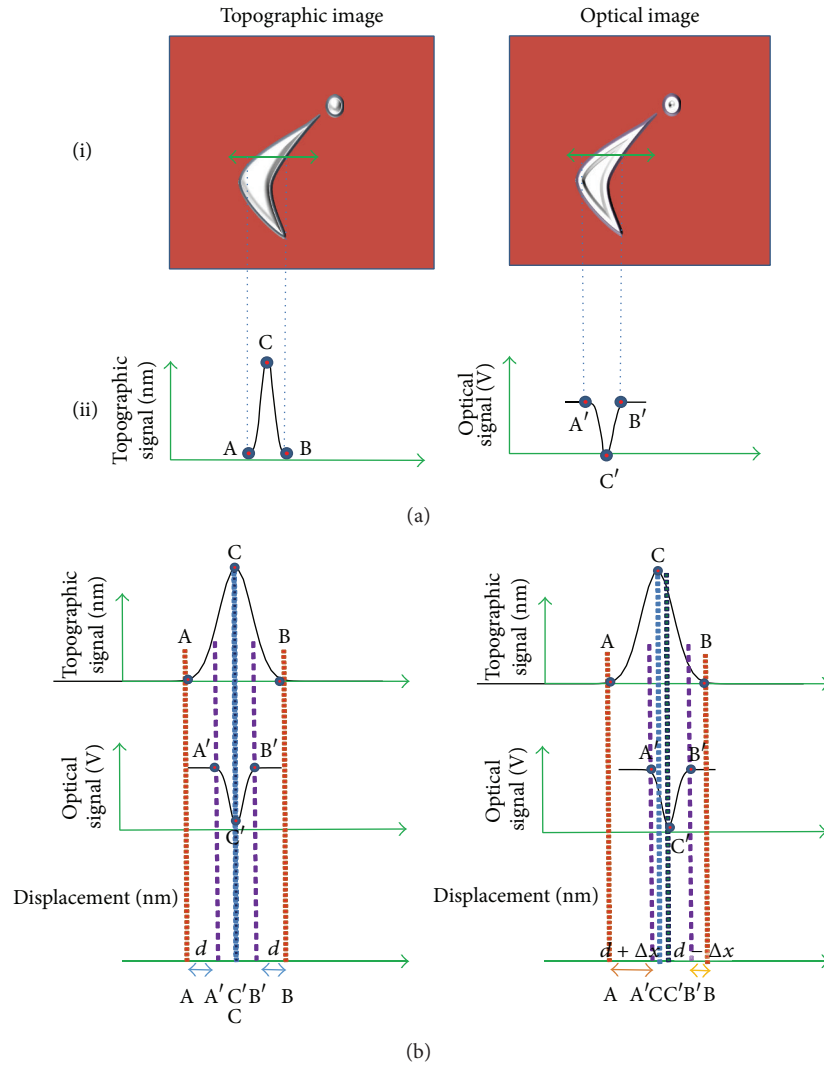 Topographic image
Optical image
(i)
(ii)
Topographic
signal (nm)
C
A
B
Optical
signal (V)
A′
B′
C′
(a)
Topographic
signal (nm)
C
A
B
Optical
signal (V)
A′
B′
C′
Displacement (nm)
d
d
A
A′
C′
B′
B
C
Topographic
signal (nm)
C
A
B
Optical
signal (V)
A′
B′
C′
Displacement (nm)
d + Δx
d − Δx
A
A′CC′B′B
(b)